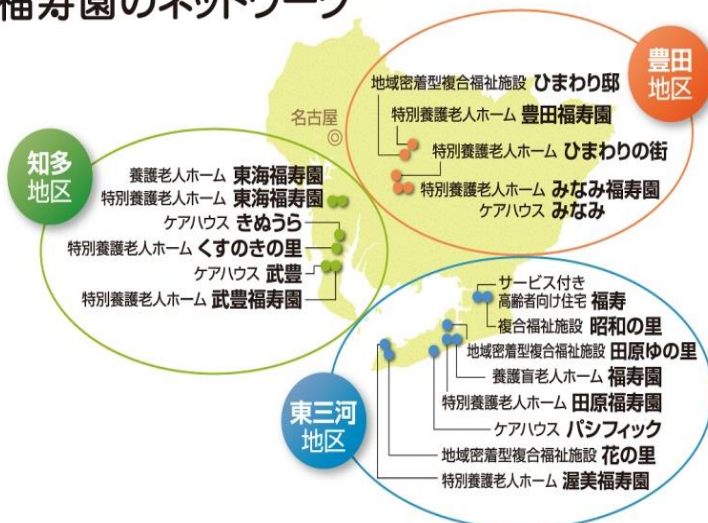 福寿園のネットワーク
豊田
地区
地域密着型複合福祉施設 ひまわり邸
特別養護老人ホーム 豊田福寿園
特別養護老人ホーム ひまわりの街
特別養護老人ホーム みなみ福寿園
ケアハウス みなみ
名古屋
知多
地区
養護老人ホーム 東海福寿園
特別養護老人ホーム 東海福寿園
ケアハウス きぬうら
特別養護老人ホーム くすのきの里
ケアハウス 武豊
特別養護老人ホーム 武豊福寿園
東三河
地区
サービス付き
高齢者向け住宅 福寿
複合福祉施設 昭和の里
地域密着型複合福祉施設 田原ゆの里
養護盲老人ホーム 福寿園
特別養護老人ホーム 田原福寿園
ケアハウス パシフィック
地域密着型複合福祉施設 花の里
特別養護老人ホーム 渥美福寿園